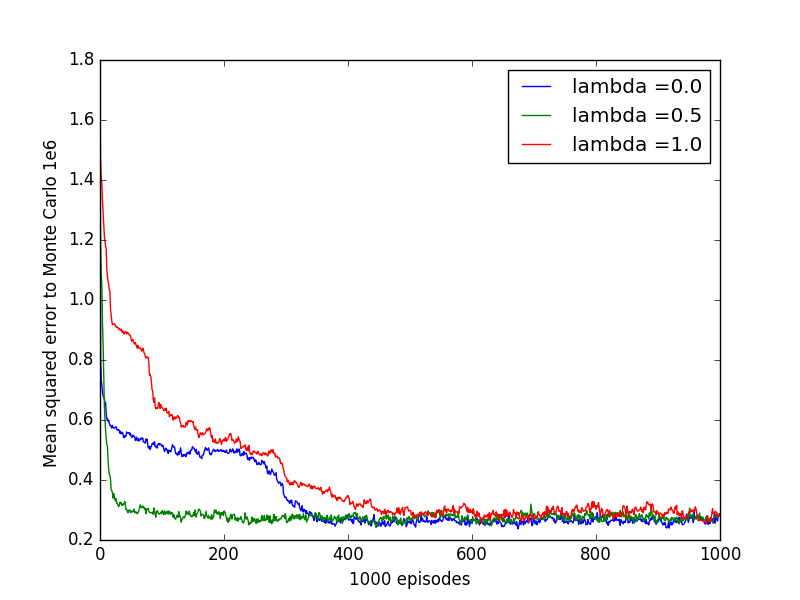 1.8
1.6
1.4
1.2
1.0
0.8
0.6
0.4
0.2
Mean squared error to Monte Carlo 1e6
lambda =0.0
lambda =0.5
lambda =1.0
0 200 400 600 800 1000
1000 episodes